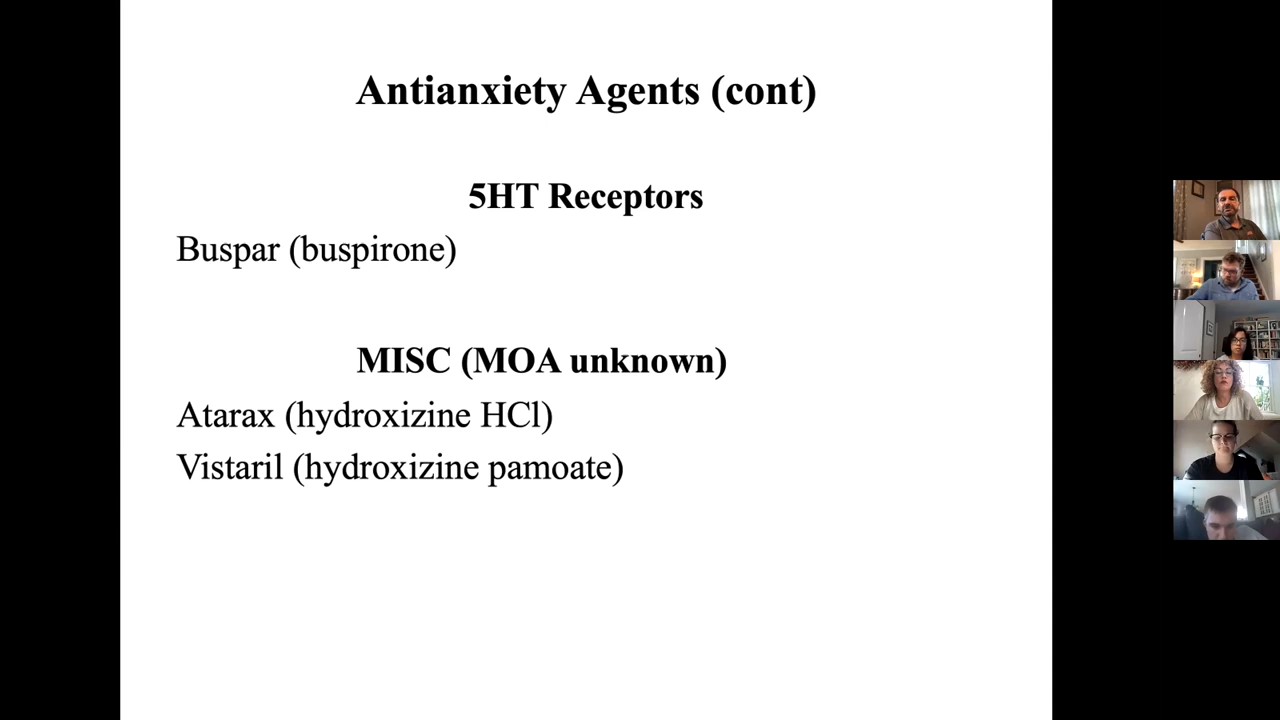 Antianxiety Agents (cont)
5HT Receptors
Buspar (buspirone)
MISC (MOA unknown)
Atarax (hydroxizine HCl)
Vistaril (hydroxizine pamoate)